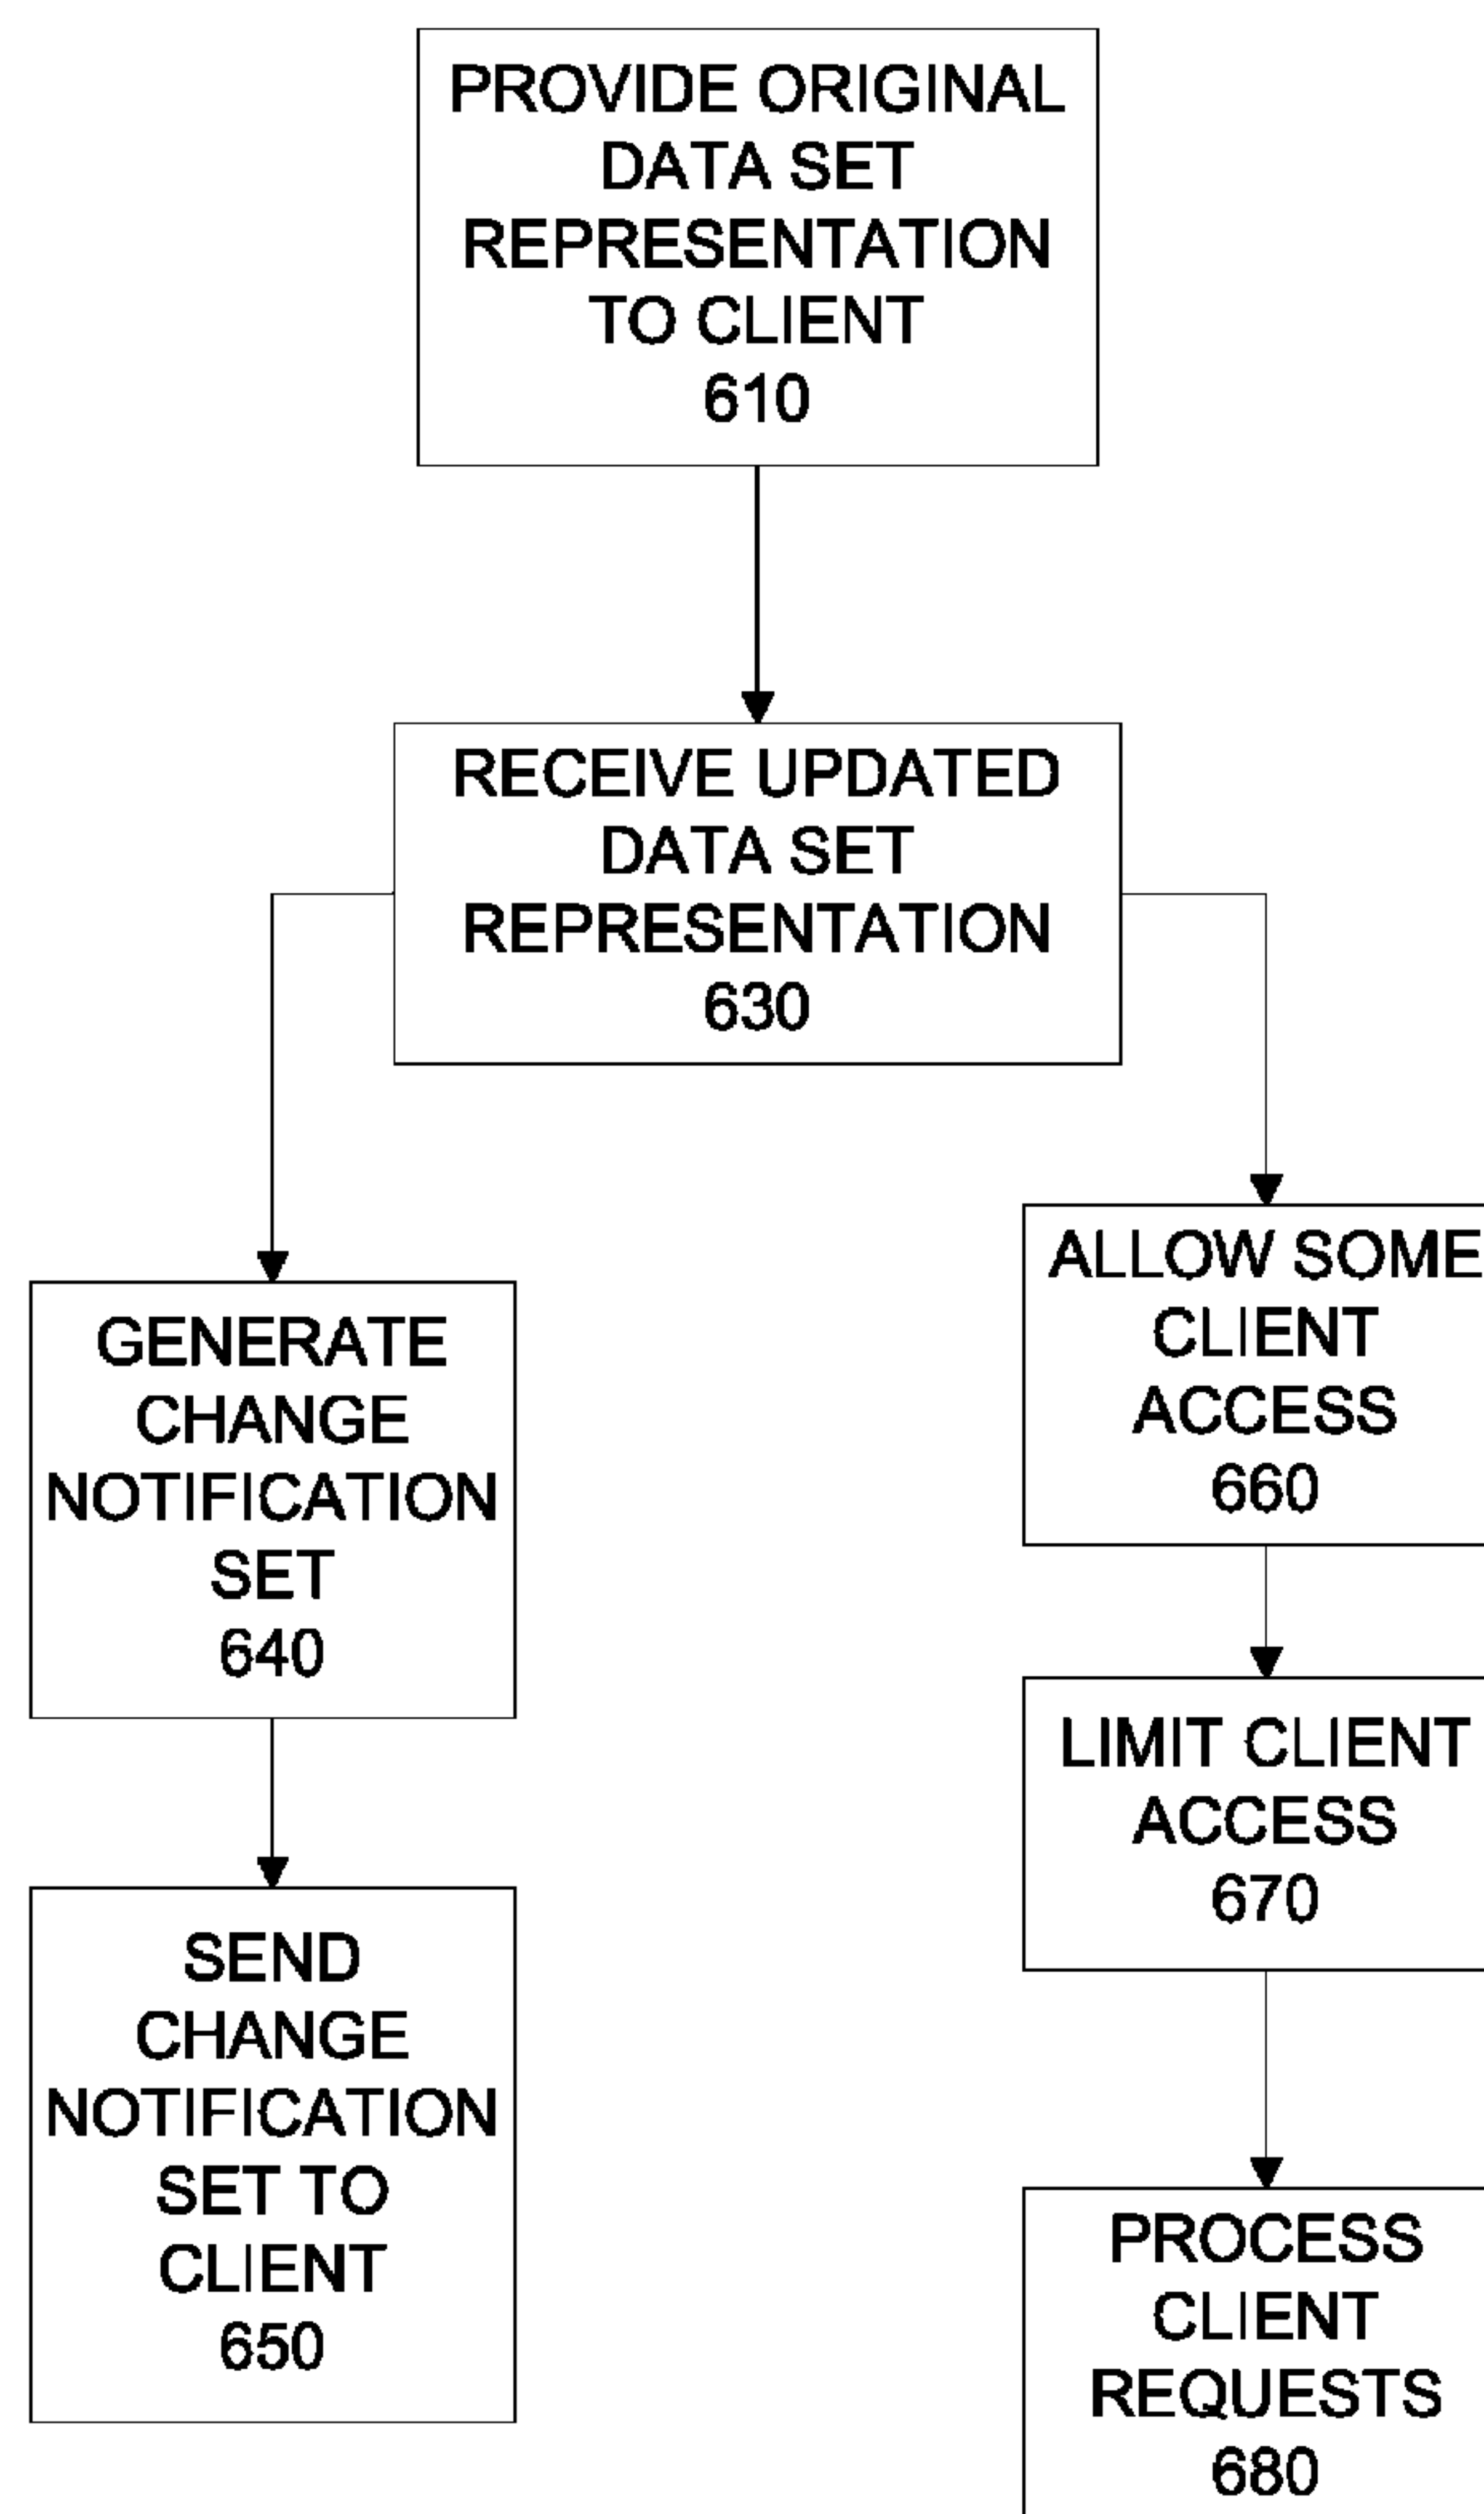 PROVIDE ORIGINAL
DATA SET
REPRESENTATION
TO CLIENT
610
RECEIVE UPDATED
DATA SET
REPRESENTATION
630
GENERATE
CHANGE
NOTIFICATION
SET
640
SEND
CHANGE
NOTIFICATION
SET TO
CLIENT
650
ALLOW SOME
CLIENT
ACCESS
660
LIMIT CLIENT
ACCESS
670
PROCESS
CLIENT
REQUESTS
680